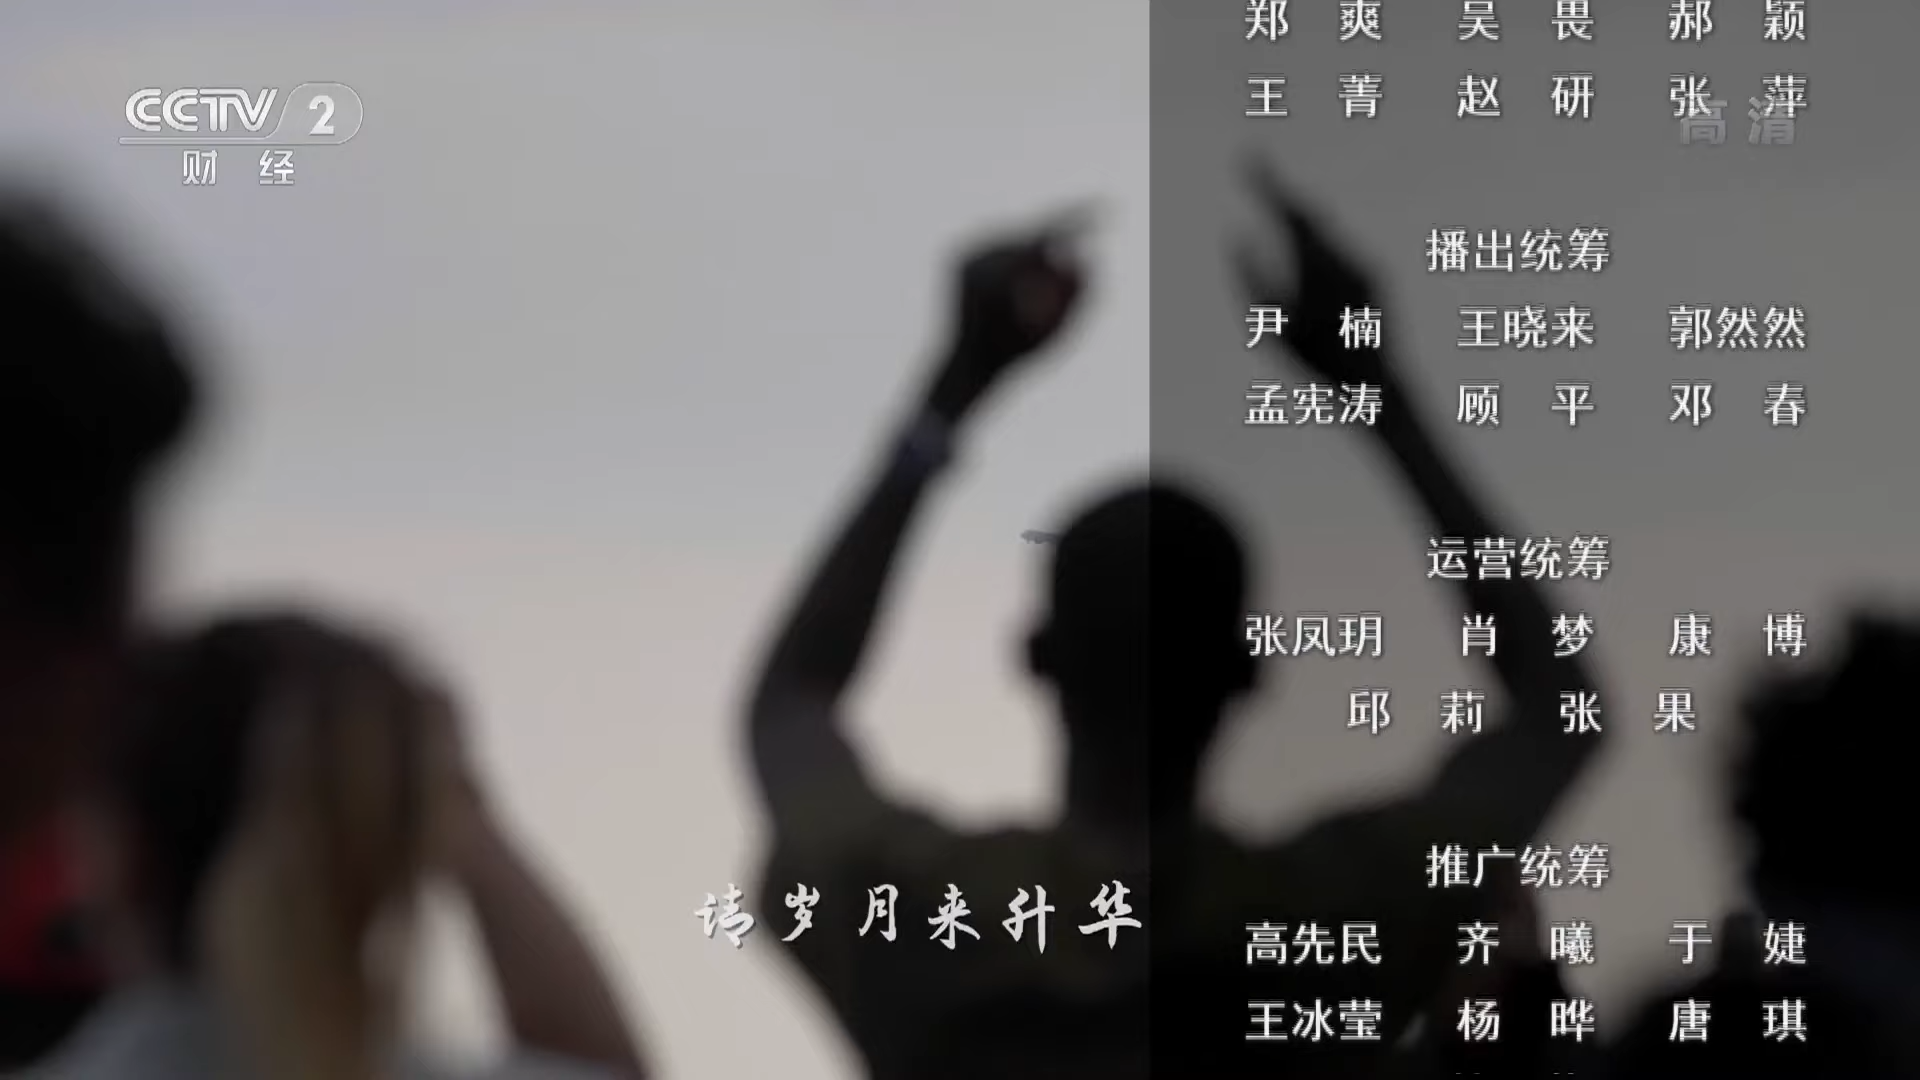 CCTV 2
财 经
高 清
郑 爽 吴 畏 郝 颖
王 菁 赵 研 张 萍
播出统筹
尹 楠 王晓来 郭然然
孟宪涛 顾 平 邓 春
运营统筹
张凤玥 肖 梦 康 博
邱 莉 张 果
推广统筹
高先民 齐 曦 于 婕
王冰莹 杨 晔 唐 琪
请岁月来升华